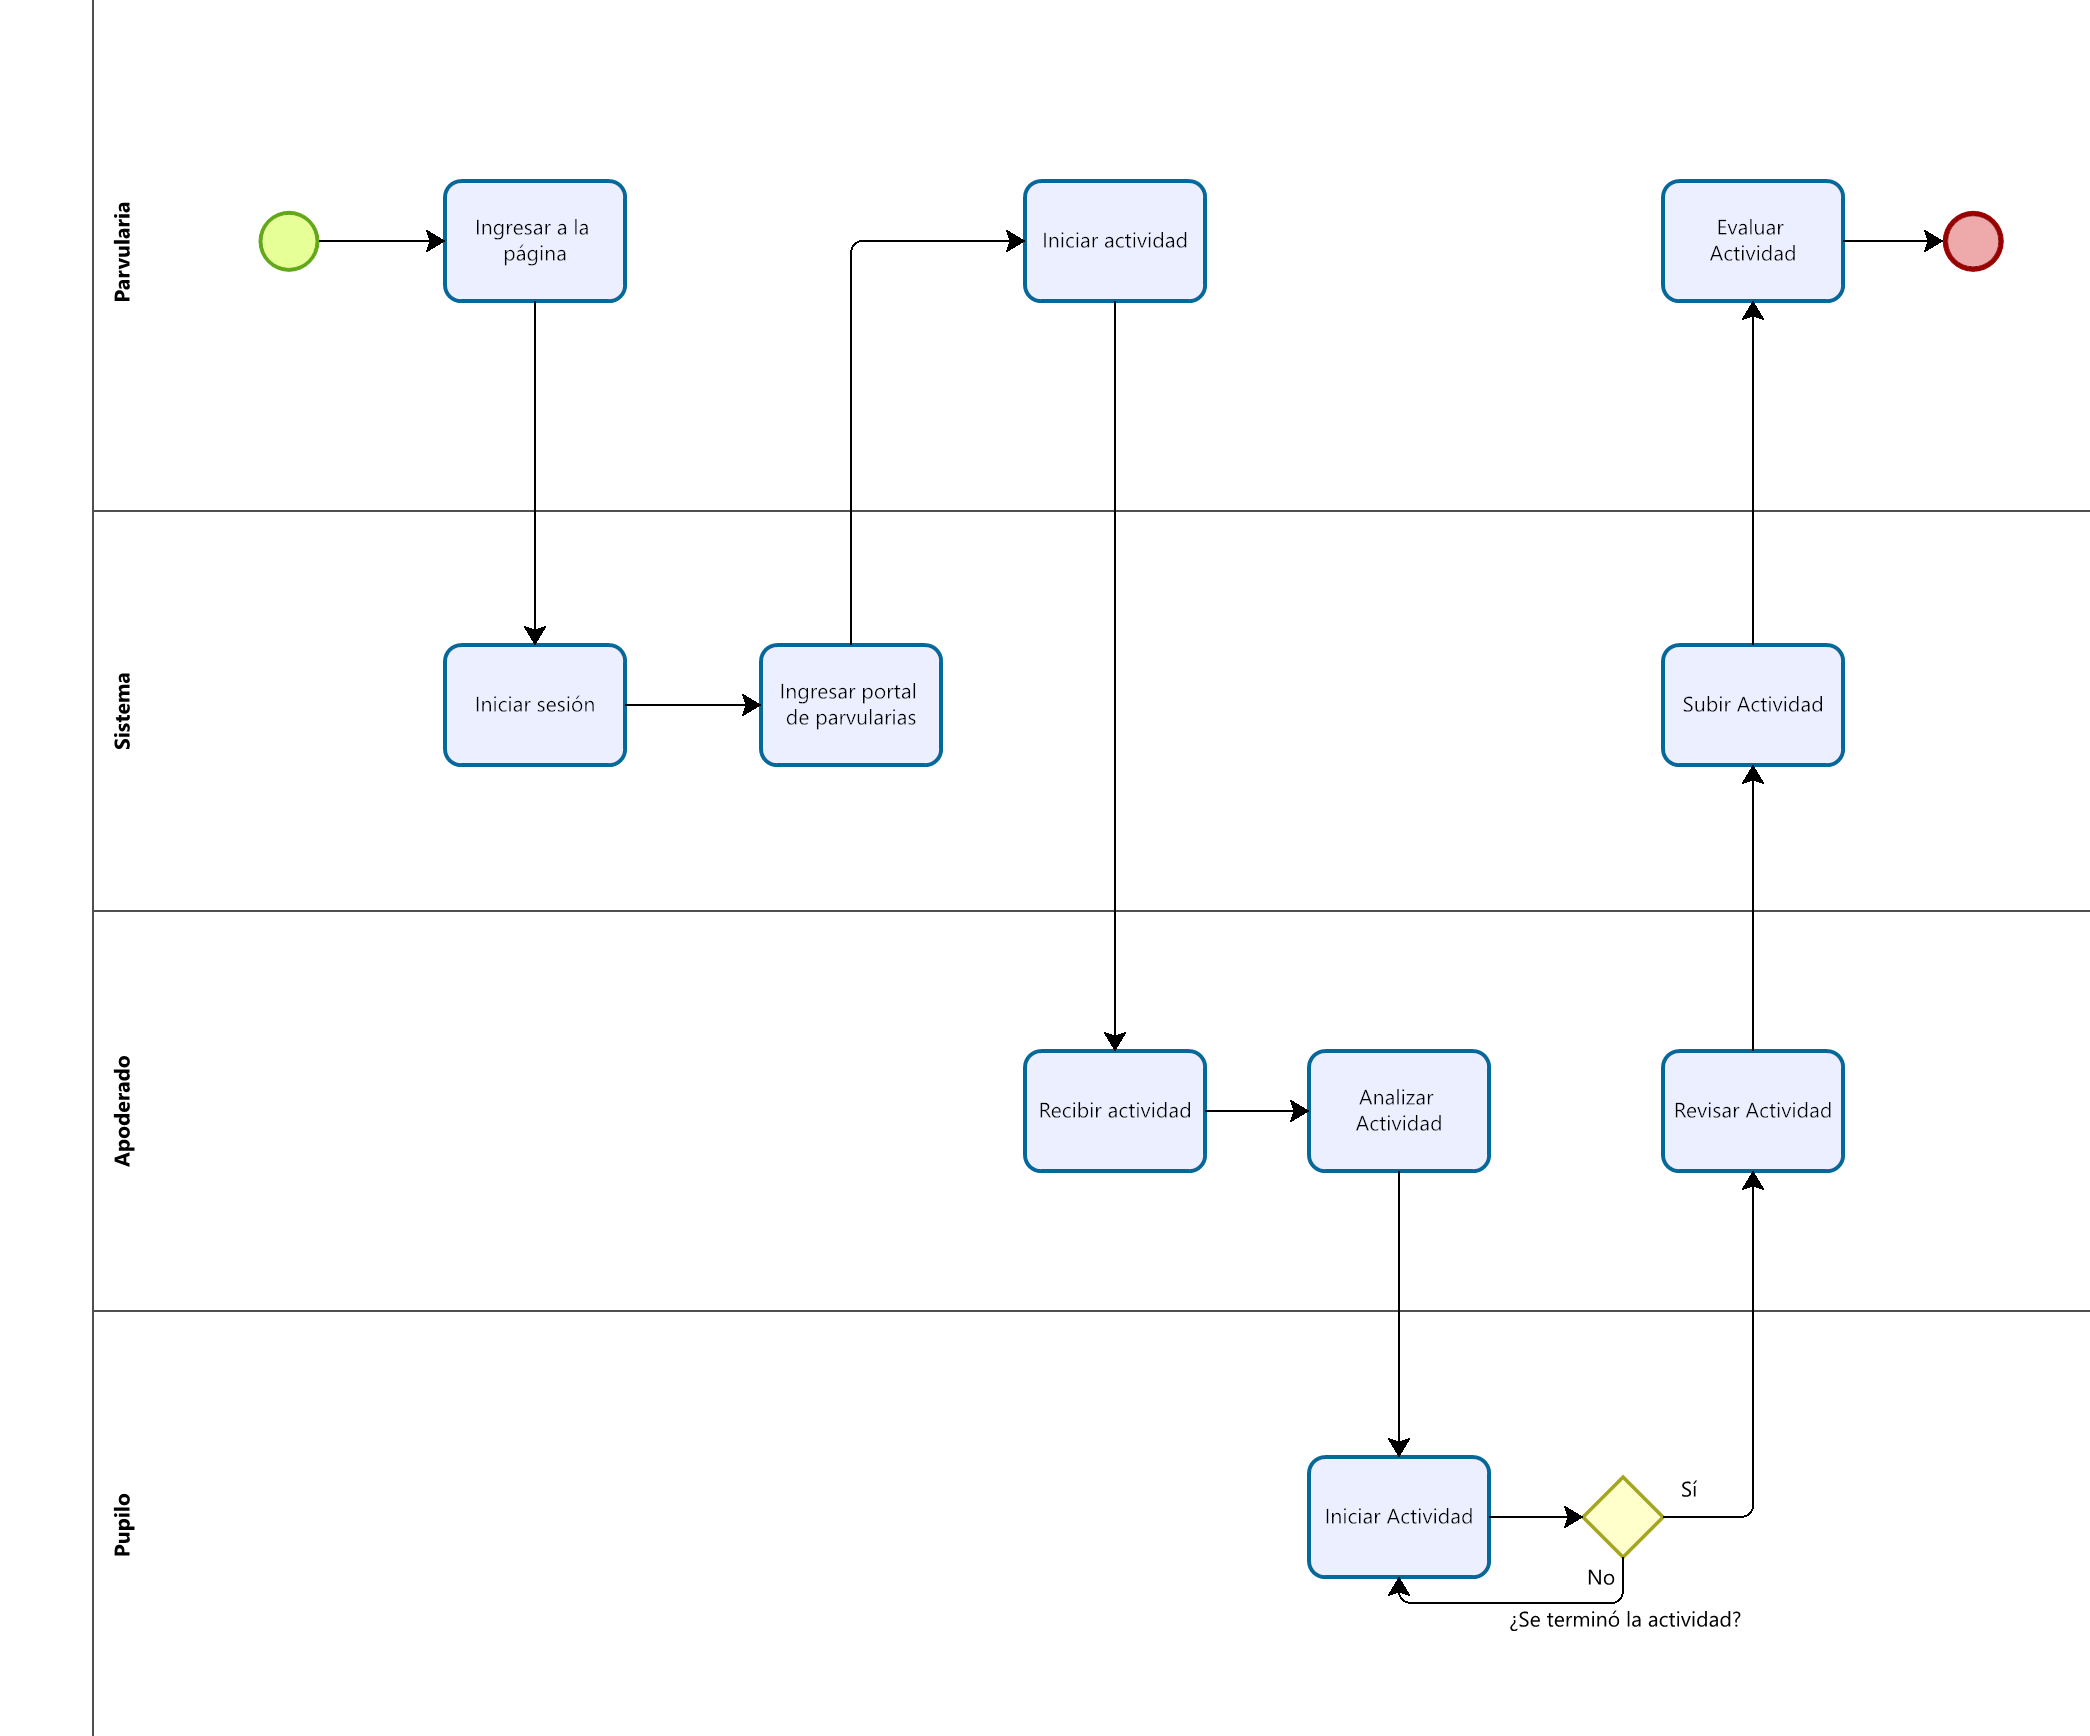 Parvularia
Ingresar a la
página
Iniciar actividad
Evaluar
Actividad
Sistema
Iniciar sesión
Ingresar portal
de parvularias
Subir Actividad
Apoderado
Recibir actividad
Analizar
Actividad
Revisar Actividad
Pupilo
Iniciar Actividad
Sí
No
¿Se terminó la actividad?